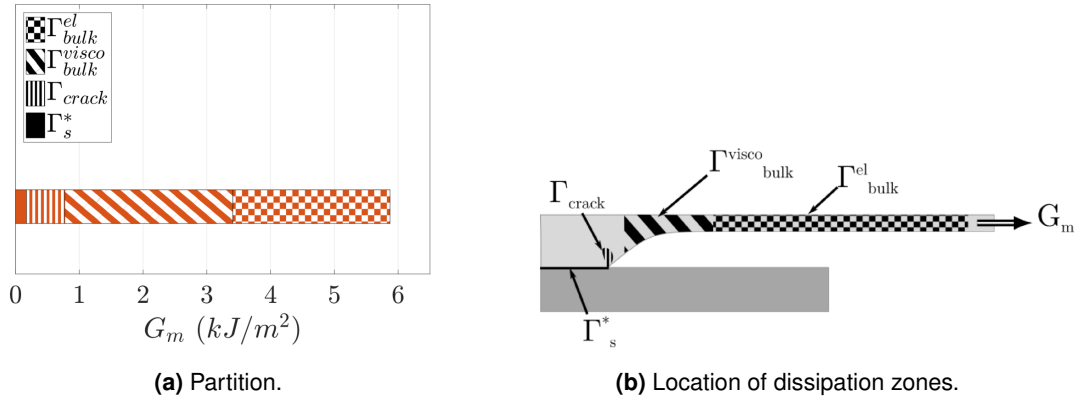 Γ^{el}_{bulk}
Γ^{visco}_{bulk}
Γ_{crack}
Γ^{*}_{s}
0 1 2 3 4 5 6
G_m (kJ/m^2)
(a) Partition.
Γ^{visco}_{bulk}
Γ^{el}_{bulk}
Γ_{crack}
G_m
Γ^{*}_{s}
(b) Location of dissipation zones.